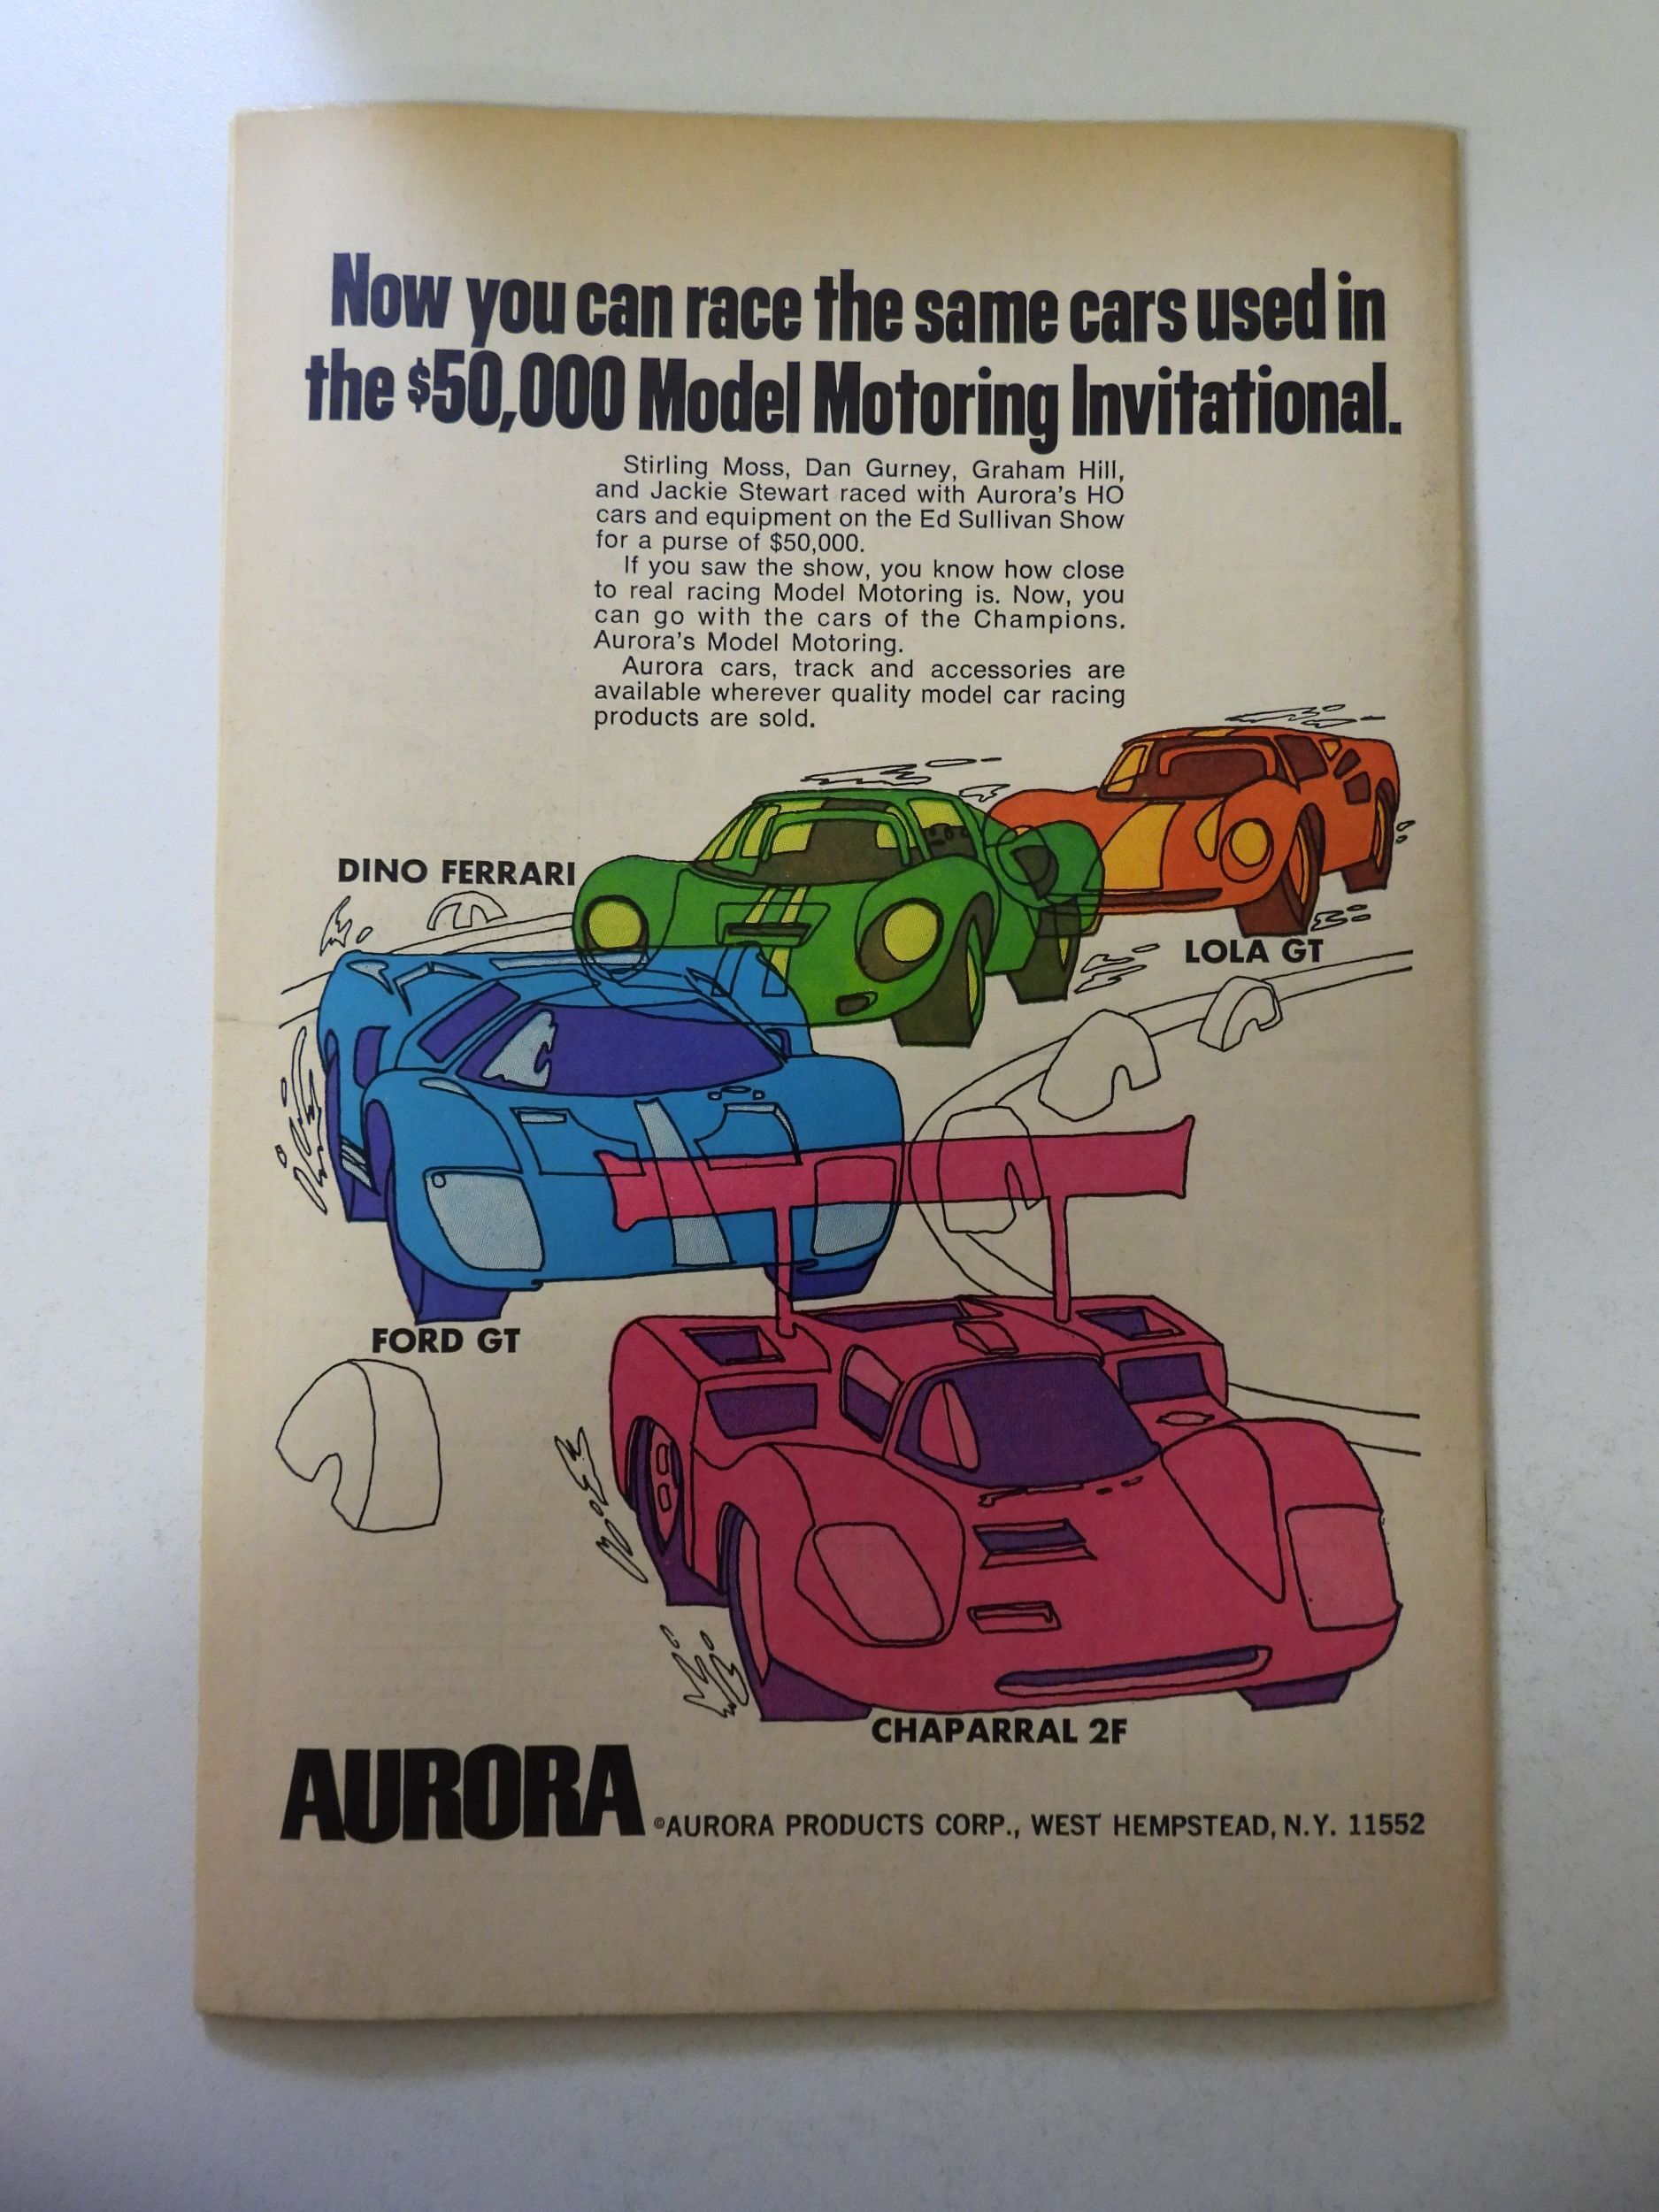 Now you can race the same cars used in
the $50,000 Model Motoring Invitational.
Stirling Moss, Dan Gurney, Graham Hill,
and Jackie Stewart raced with Aurora's HO
cars and equipment on the Ed Sullivan Show
for a purse of $50,000.
If you saw the show, you know how close
to real racing Model Motoring is. Now, you
can go with the cars of the Champions.
Aurora's Model Motoring.
Aurora cars, track and accessories are
available wherever quality model car racing
products are sold.
DINO FERRARI
LOLA GT
FORD GT
CHAPARRAL 2F
AURORA
©AURORA PRODUCTS CORP., WEST HEMPSTEAD, N.Y. 11552